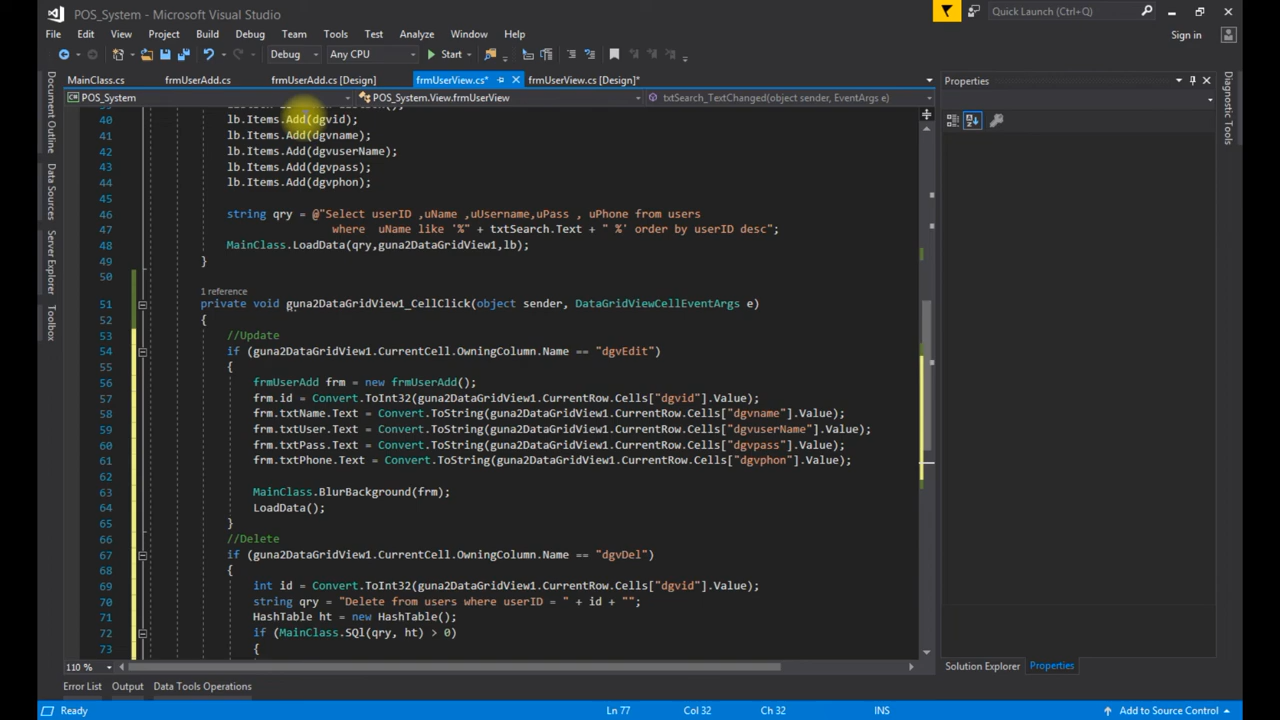 POS_System - Microsoft Visual Studio
Quick Launch (Ctrl+Q)
File Edit View Project Build Debug Team Tools Test Analyze Window Help
Sign in
Debug Any CPU Start
MainClass.cs frmUserAdd.cs frmUserAdd.cs [Design] frmUserView.cs* frmUserView.cs [Design]*
Properties
POS_System POS_System.View.frmUserView txtSearch_TextChanged(object sender, EventArgs e)
Document Outline
Data Sources
Server Explorer
Toolbox
Diagnostic Tools
40 lb.Items.Add(dgvid);
41 lb.Items.Add(dgvname);
42 lb.Items.Add(dgvuserName);
43 lb.Items.Add(dgvpass);
44 lb.Items.Add(dgvphon);
45
46 string qry = @"Select userID ,uName ,uUsername,uPass , uPhone from users
47 where  uName like '%" + txtSearch.Text + " %' order by userID desc";
48 MainClass.LoadData(qry,guna2DataGridView1,lb);
49 }
50
1 reference
51 private void guna2DataGridView1_CellClick(object sender, DataGridViewCellEventArgs e)
52 {
53 //Update
54 if (guna2DataGridView1.CurrentCell.OwningColumn.Name == "dgvEdit")
55 {
56 frmUserAdd frm = new frmUserAdd();
57 frm.id = Convert.ToInt32(guna2DataGridView1.CurrentRow.Cells["dgvid"].Value);
58 frm.txtName.Text = Convert.ToString(guna2DataGridView1.CurrentRow.Cells["dgvname"].Value);
59 frm.txtUser.Text = Convert.ToString(guna2DataGridView1.CurrentRow.Cells["dgvuserName"].Value);
60 frm.txtPass.Text = Convert.ToString(guna2DataGridView1.CurrentRow.Cells["dgvpass"].Value);
61 frm.txtPhone.Text = Convert.ToString(guna2DataGridView1.CurrentRow.Cells["dgvphon"].Value);
62
63 MainClass.BlurBackground(frm);
64 LoadData();
65 }
66 //Delete
67 if (guna2DataGridView1.CurrentCell.OwningColumn.Name == "dgvDel")
68 {
69 int id = Convert.ToInt32(guna2DataGridView1.CurrentRow.Cells["dgvid"].Value);
70 string qry = "Delete from users where userID = " + id + "";
71 HashTable ht = new HashTable();
72 if (MainClass.SQl(qry, ht) > 0)
73 {
110 %
Solution Explorer Properties
Error List Output Data Tools Operations
Ready Ln 77 Col 32 Ch 32 INS Add to Source Control